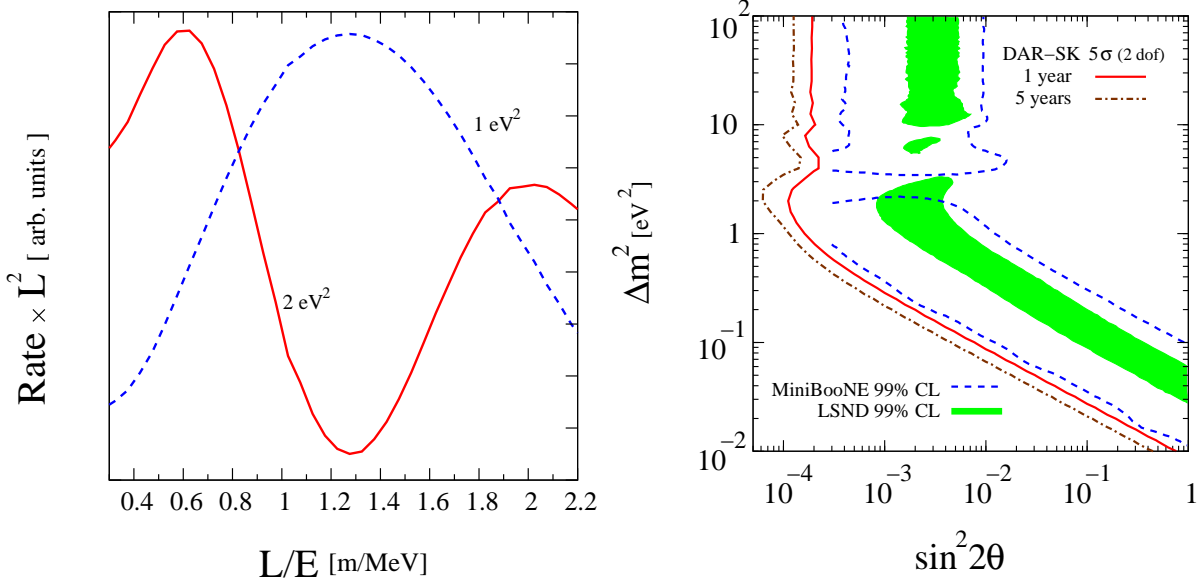 Rate × L² [ arb. units]
1 eV²
2 eV²
0.4 0.6 0.8 1 1.2 1.4 1.6 1.8 2 2.2
L/E [m/MeV]
Δm² [eV²]
10²
10
1
10⁻¹
10⁻²
DAR−SK 5σ (2 dof)
1 year
5 years
MiniBooNE 99% CL
LSND 99% CL
10⁻⁴ 10⁻³ 10⁻² 10⁻¹ 1
sin²2θ